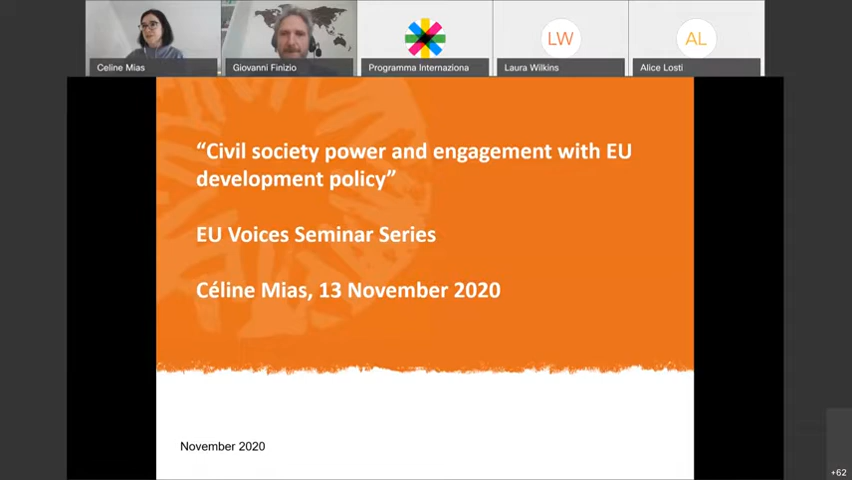 LW
AL
Celine Mias
Giovanni Finizio
Programma Internaziona
Laura Wilkins
Alice Losti
“Civil society power and engagement with EU
development policy”
EU Voices Seminar Series
Céline Mias, 13 November 2020
November 2020
+62